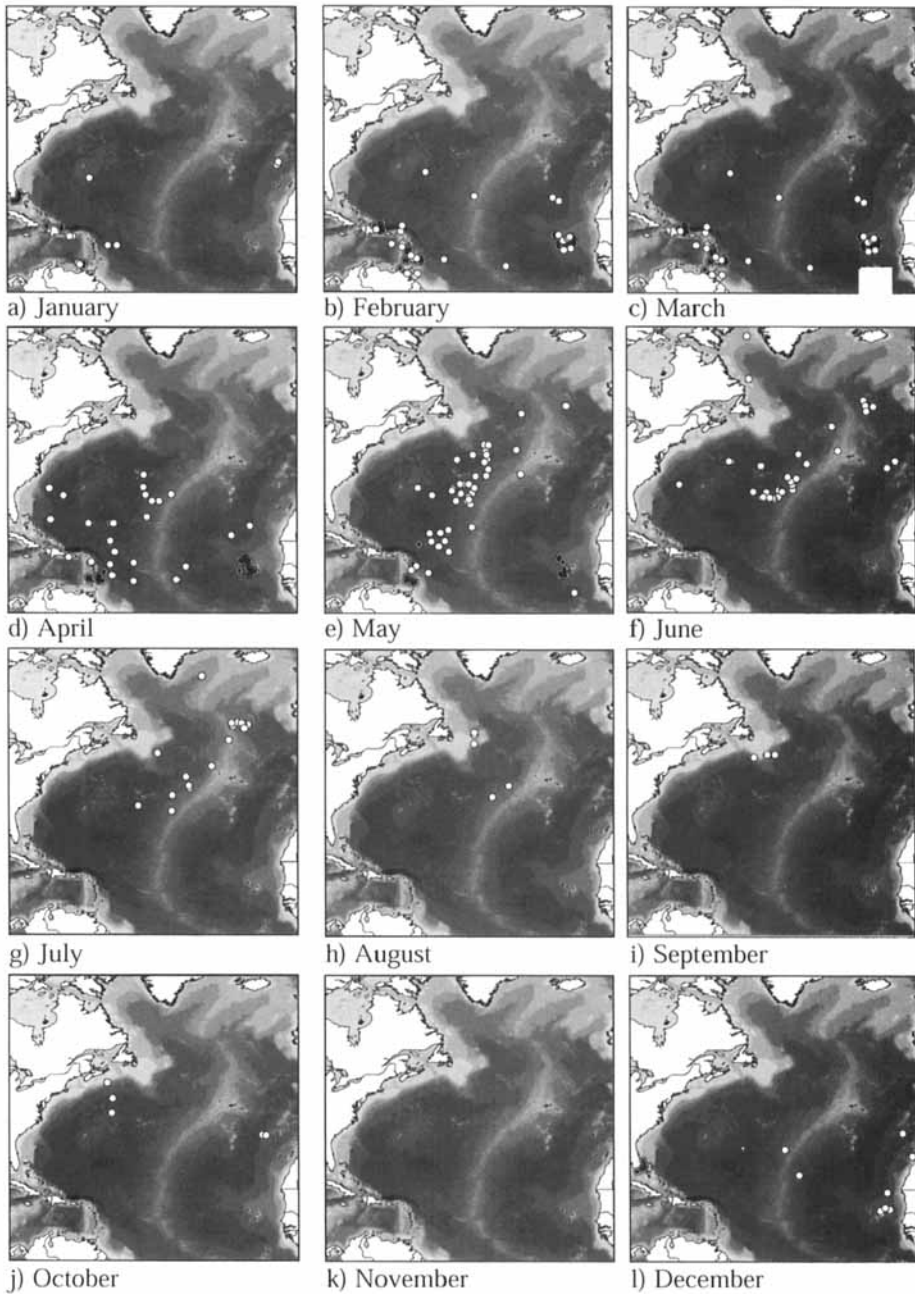 a) January
b) February
c) March
d) April
e) May
f) June
g) July
h) August
i) September
j) October
k) November
l) December